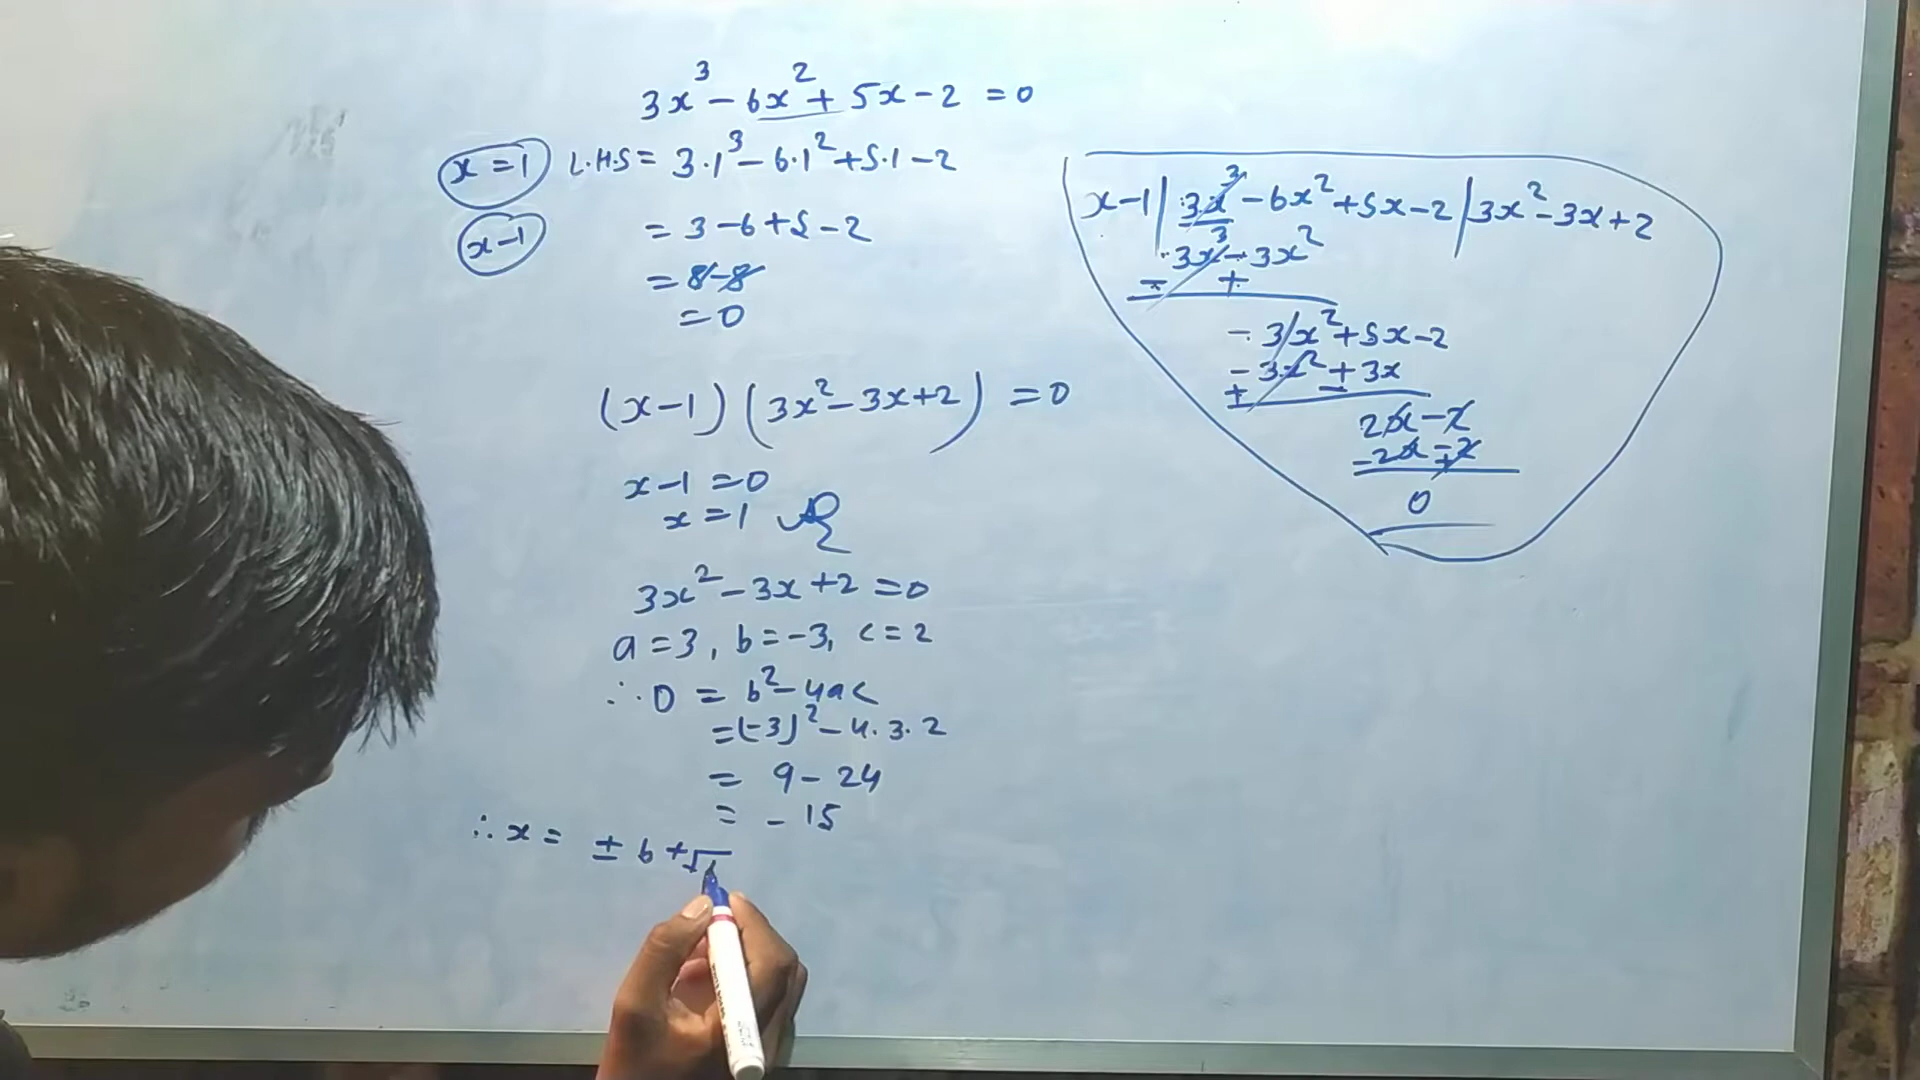 3x³ - 6x² + 5x - 2 = 0
x = 1 L.H.S = 3·1³ - 6·1² + 5·1 - 2
x-1 = 3 - 6 + 5 - 2
= 8 - 8
= 0
(x-1) (3x² - 3x + 2) = 0
x - 1 = 0
x = 1
3x² - 3x + 2 = 0
a = 3, b = -3, c = 2
∴ D = b² - 4ac
= (-3)² - 4.3.2
= 9 - 24
= - 15
∴ x = ± b + √
x-1 | 3x³ - 6x² + 5x - 2 | 3x² - 3x + 2
3x³ - 3x²
- +
- 3x² + 5x - 2
- 3x² + 3x
+ -
2x - 2
2x - 2
- +
0